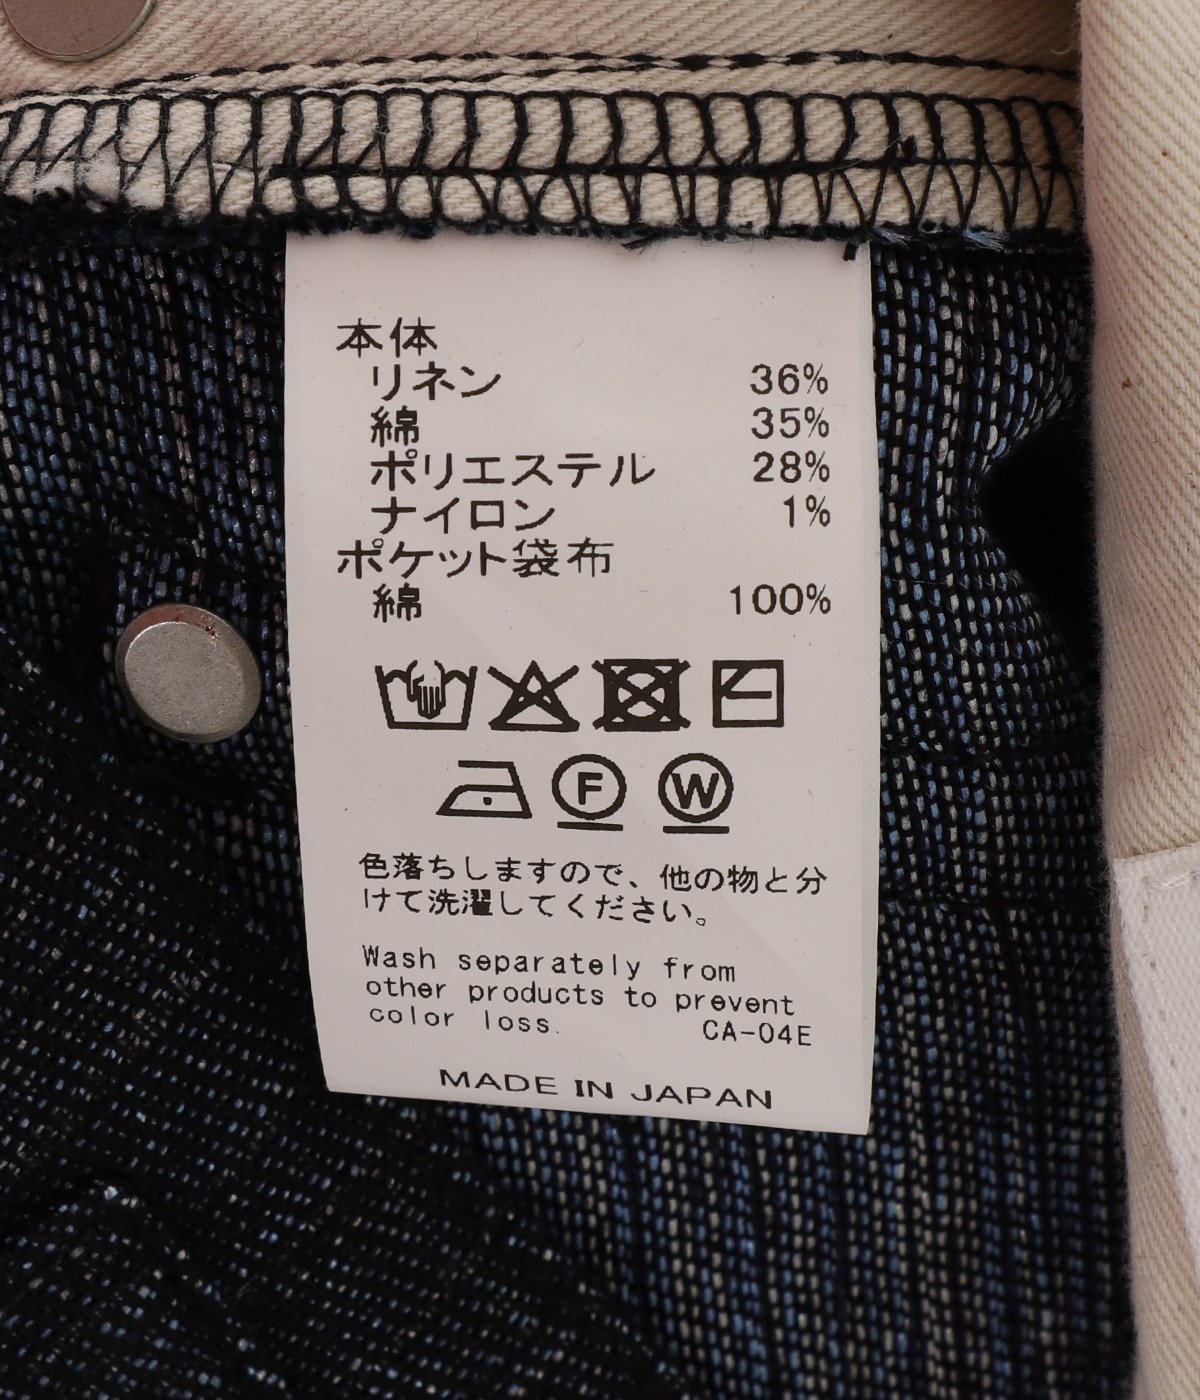 本体
リネン 36%
綿 35%
ポリエステル 28%
ナイロン 1%
ポケット袋布
綿 100%
F W
色落ちしますので、他の物と分
けて洗濯してください。
Wash separately from
other products to prevent
color loss. CA-04E
MADE IN JAPAN